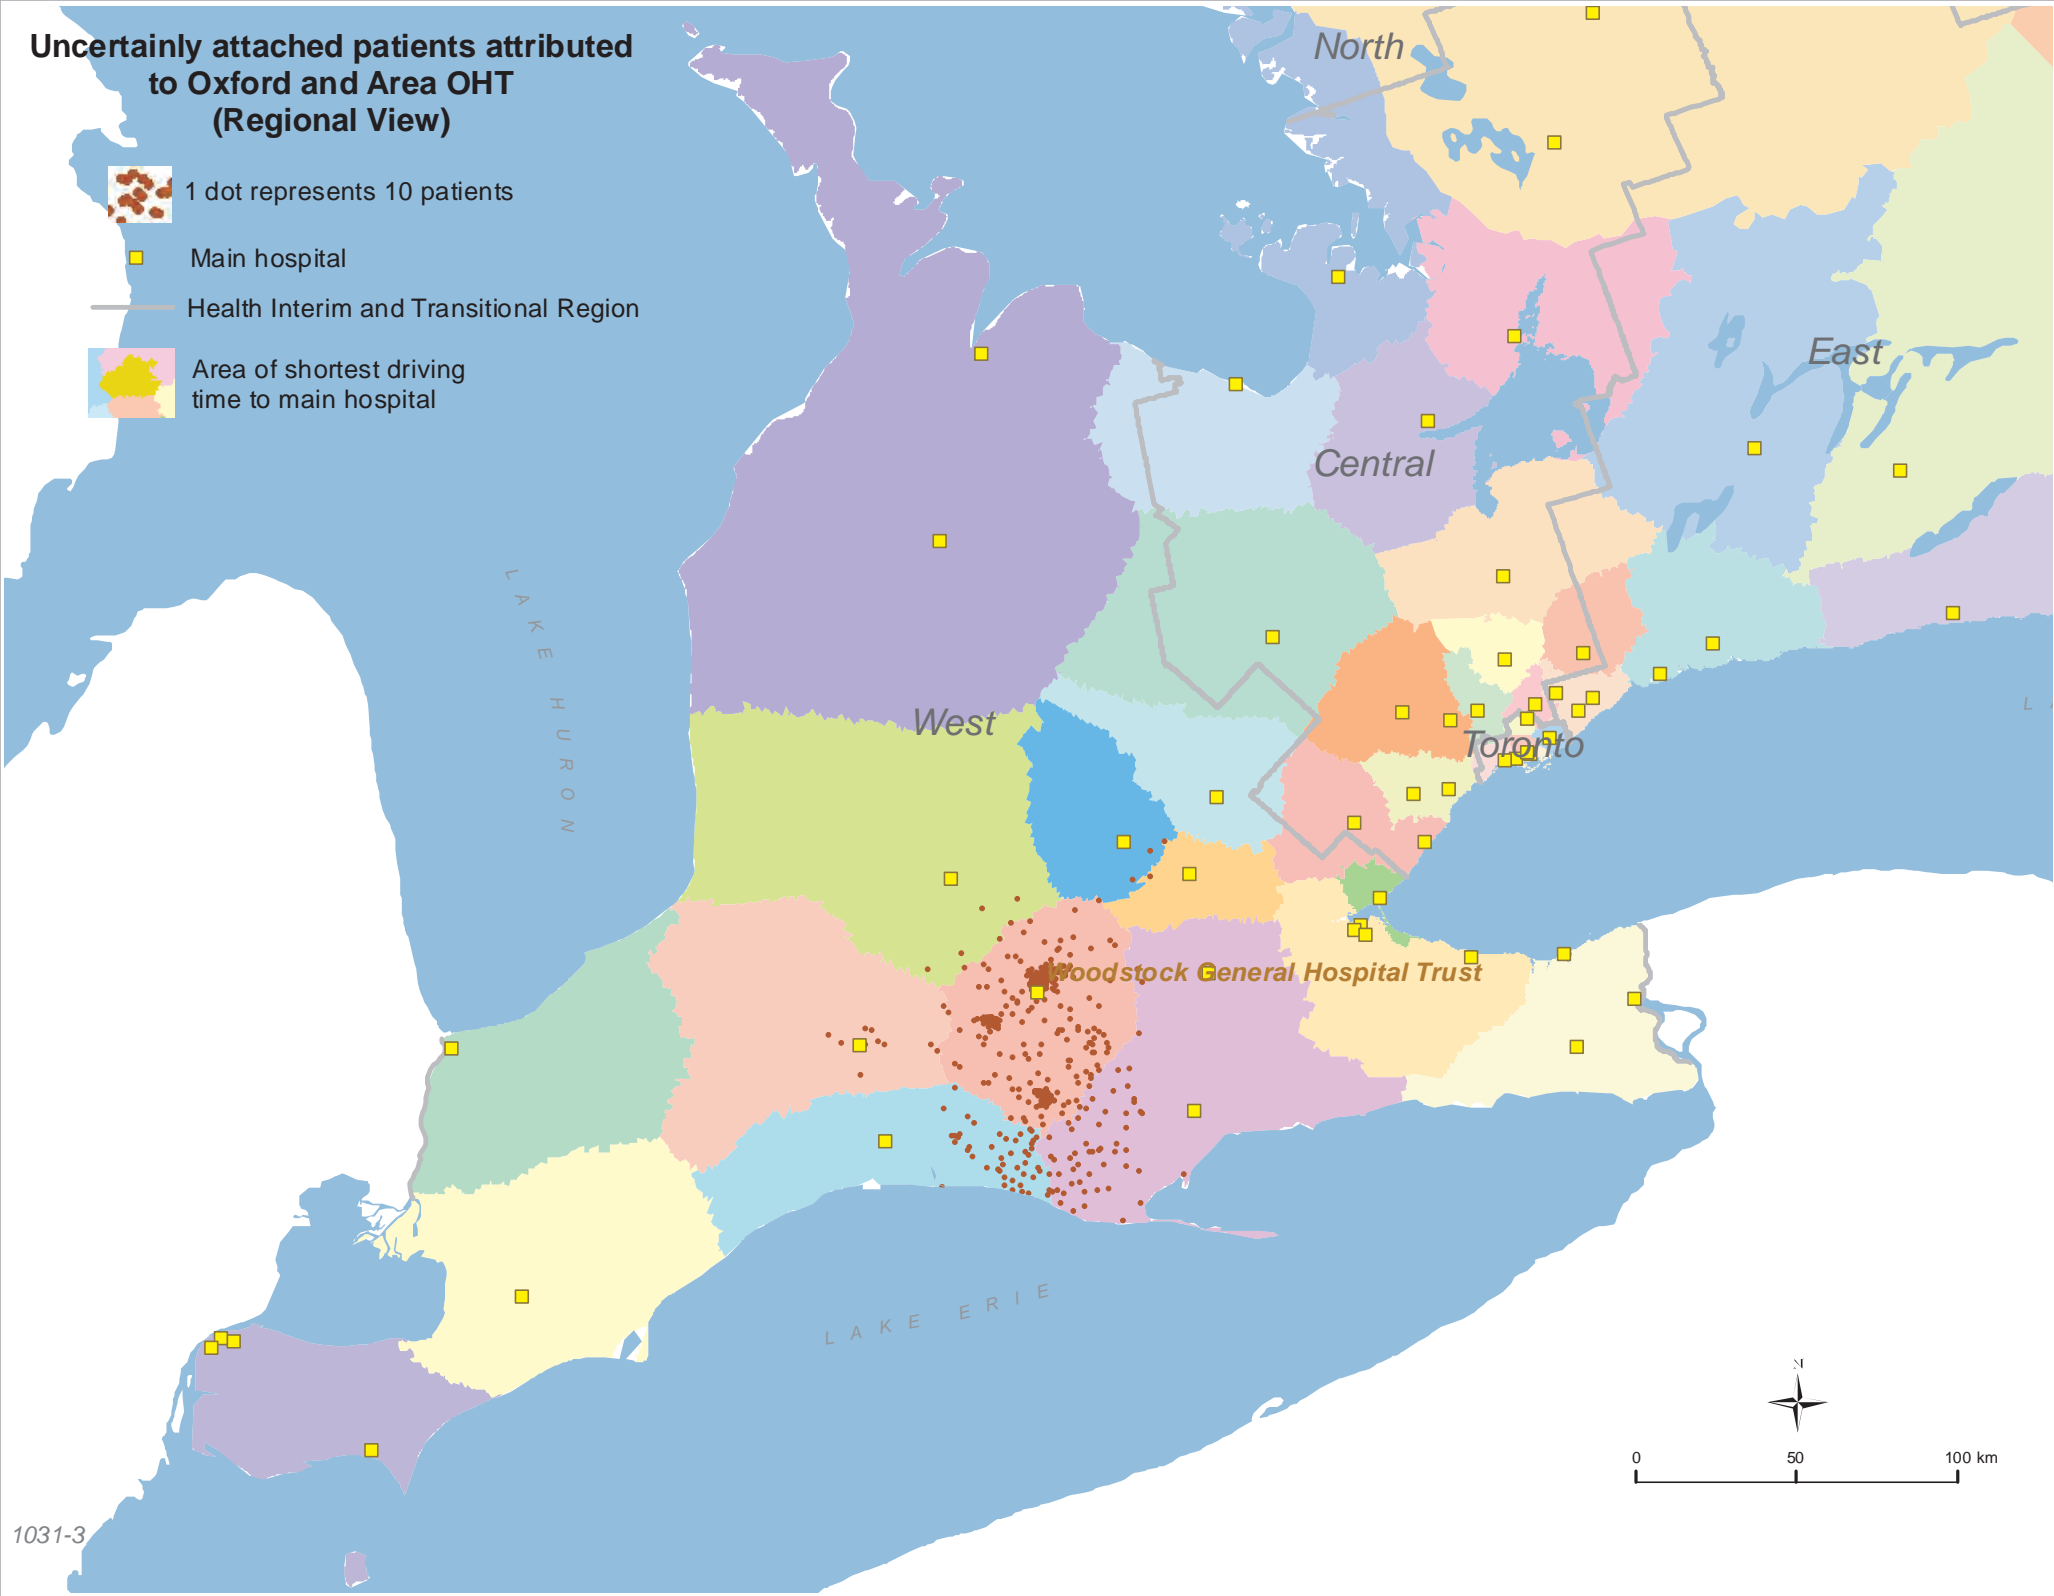 Uncertainly attached patients attributed
to Oxford and Area OHT
(Regional View)
1 dot represents 10 patients
Main hospital
Health Interim and Transitional Region
Area of shortest driving
time to main hospital
North
East
Central
West
Toronto
LAKE HURON
L A
Woodstock General Hospital Trust
LAKE ERIE
N
0 50 100 km
1031-3